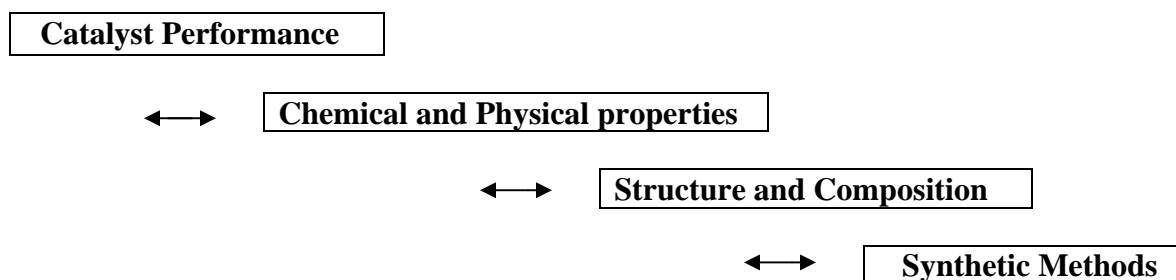 Catalyst Performance
Chemical and Physical properties
Structure and Composition
Synthetic Methods